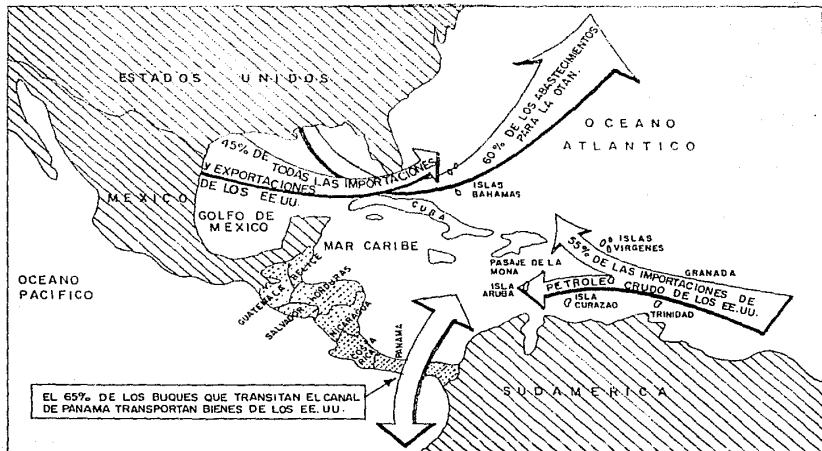 ESTADOS UNIDOS
45% DE TODAS LAS IMPORTACIONES
y EXPORTACIONES
DE LOS EE.UU.
60% DE LOS ABASTECIMIENTOS
PARA LA OTAN.
OCEANO
ATLANTICO
ISLAS
BAHAMAS
MEXICO
GOLFO DE
MEXICO
CUBA
MAR CARIBE
OCEANO
PACIFICO
BELICE
GUATEMALA
HONDURAS
SALVADOR
NICARAGUA
COSTA
RICA
PANAMA
PASAJE DE LA
MONA
ISLAS
VIRGENES
GRANADA
55% DE LAS IMPORTACIONES DE
PETROLEO CRUDO DE LOS EE.UU.
ISLA
ARUBA
ISLA
CURAZAO
TRINIDAD
SUDAMERICA
EL 65% DE LOS BUQUES QUE TRANSITAN EL CANAL
DE PANAMA TRANSPORTAN BIENES DE LOS EE.UU.